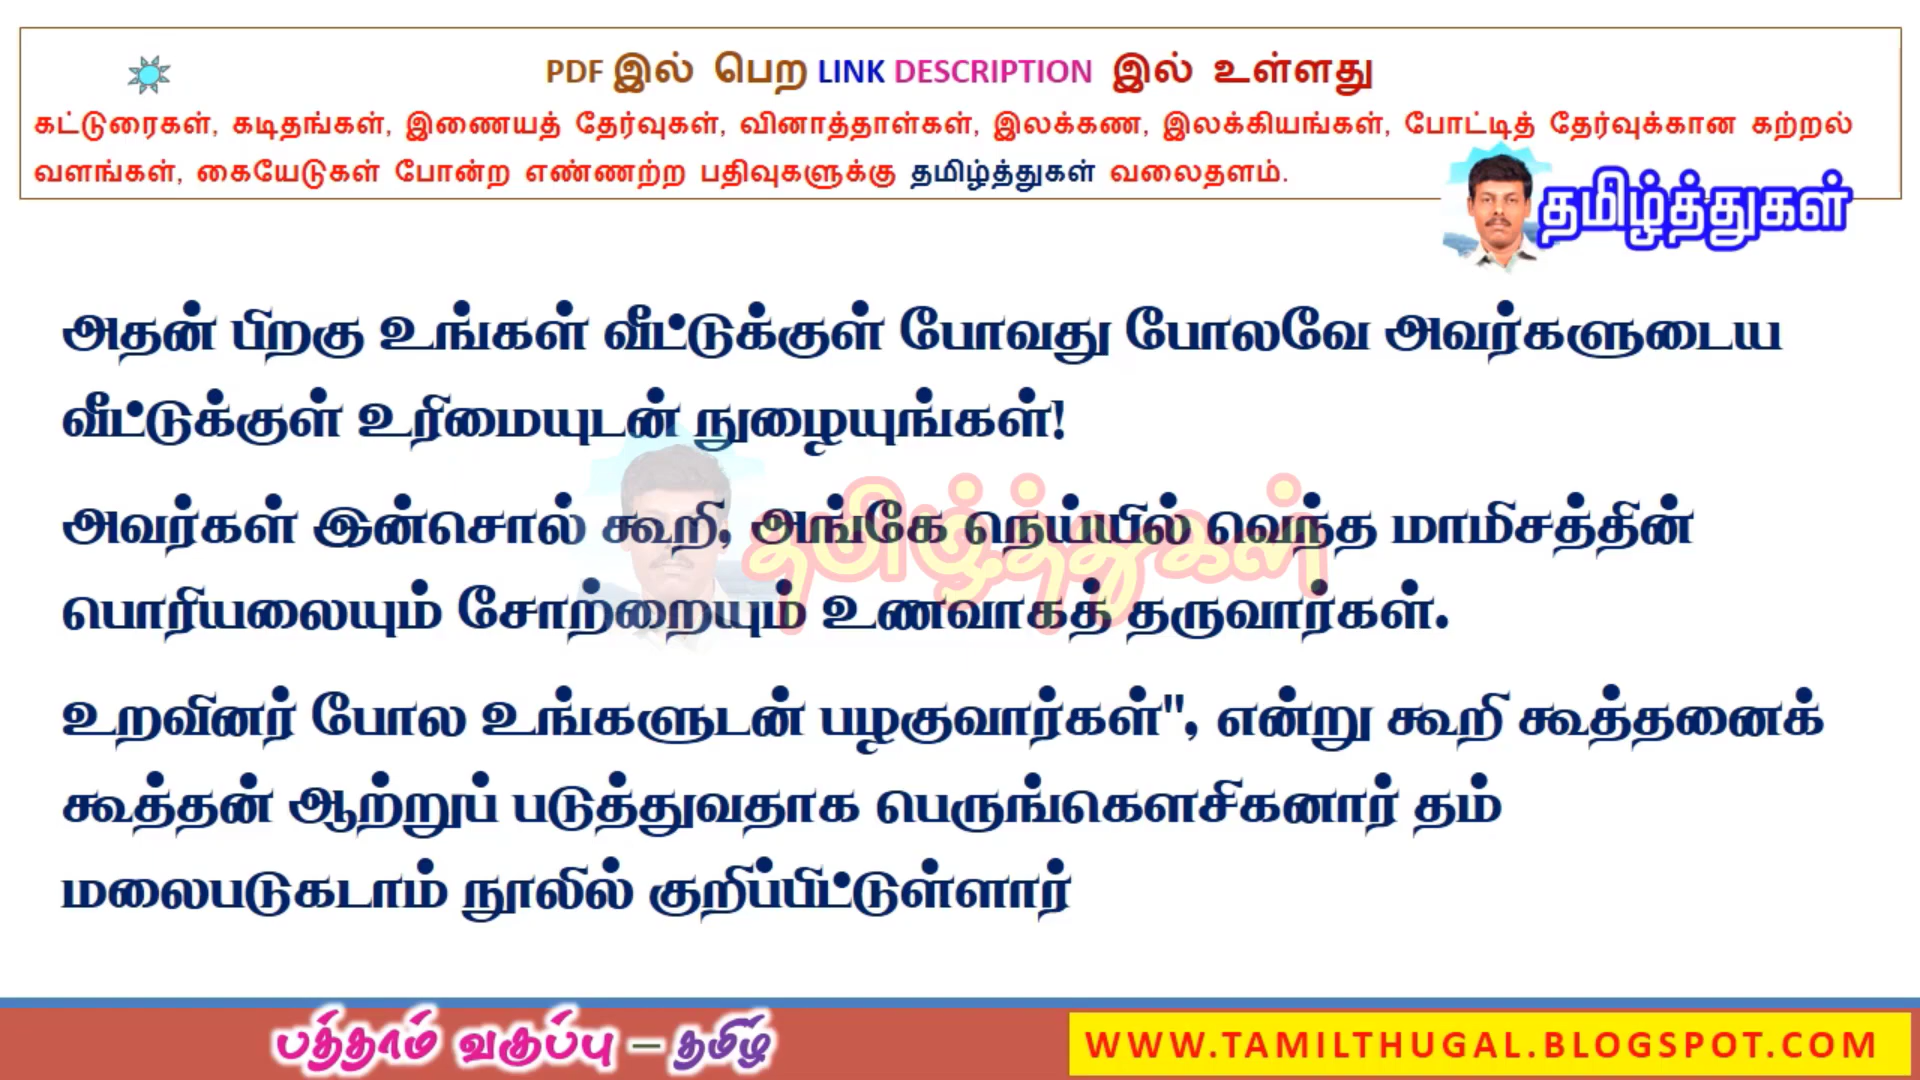 PDF இல் பெற LINK DESCRIPTION இல் உள்ளது
கட்டுரைகள், கடிதங்கள், இணையத் தேர்வுகள், வினாத்தாள்கள், இலக்கண, இலக்கியங்கள், போட்டித் தேர்வுக்கான கற்றல்
வளங்கள், கையேடுகள் போன்ற எண்ணற்ற பதிவுகளுக்கு தமிழ்த்துகள் வலைதளம்.
தமிழ்த்துகள்
அதன் பிறகு உங்கள் வீட்டுக்குள் போவது போலவே அவர்களுடைய
வீட்டுக்குள் உரிமையுடன் நுழையுங்கள்!
அவர்கள் இன்சொல் கூறி, அங்கே நெய்யில் வெந்த மாமிசத்தின்
தமிழ்த்துகள்
பொரியலையும் சோற்றையும் உணவாகத் தருவார்கள்.
உறவினர் போல உங்களுடன் பழகுவார்கள்", என்று கூறி கூத்தனைக்
கூத்தன் ஆற்றுப் படுத்துவதாக பெருங்கௌசிகனார் தம்
மலைபடுகடாம் நூலில் குறிப்பிட்டுள்ளார்
பத்தாம் வகுப்பு – தமிழ்
WWW.TAMILTHUGAL.BLOGSPOT.COM